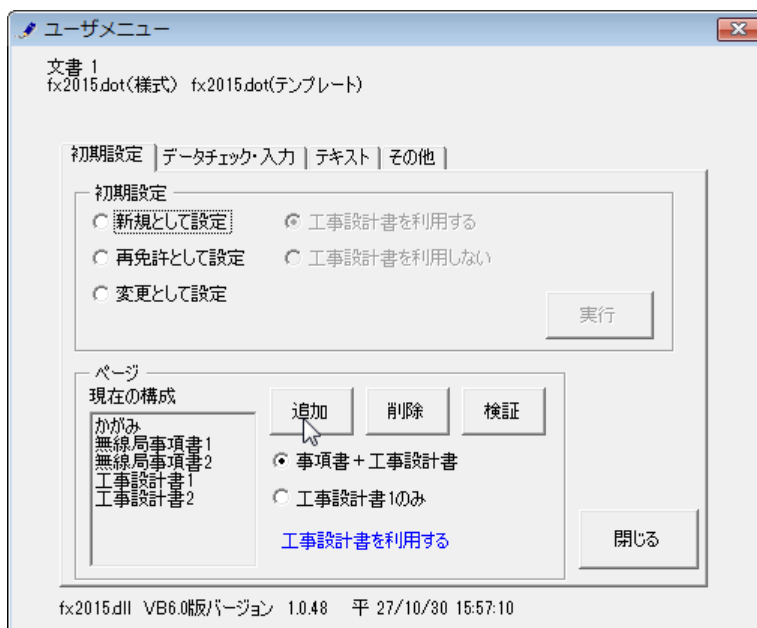 ユーザメニュー
文書 1
fx2015.dot(様式) fx2015.dot(テンプレート)
初期設定 データチェック・入力 テキスト その他
初期設定
新規として設定 工事設計書を利用する
再免許として設定 工事設計書を利用しない
変更として設定
実行
ページ
現在の構成
追加 削除 検証
かがみ
無線局事項書1
無線局事項書2
工事設計書1
工事設計書2
事項書+工事設計書
工事設計書1のみ
工事設計書を利用する
閉じる
fx2015.dll VB6.0版バージョン 1.0.48 平 27/10/30 15:57:10